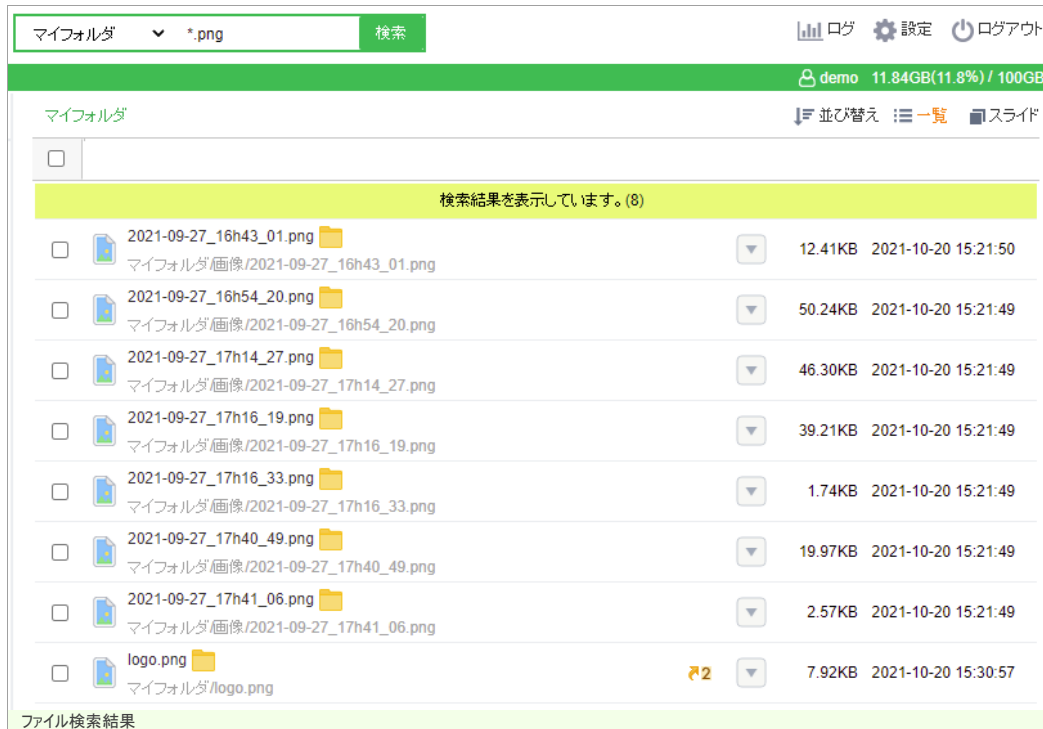 マイフォルダ *.png 検索 ログ 設定 ログアウト
demo 11.84GB(11.8%) / 100GB
マイフォルダ 並び替え 一覧 スライド
検索結果を表示しています。(8)
2021-09-27_16h43_01.png
マイフォルダ/画像/2021-09-27_16h43_01.png
12.41KB 2021-10-20 15:21:50
2021-09-27_16h54_20.png
マイフォルダ/画像/2021-09-27_16h54_20.png
50.24KB 2021-10-20 15:21:49
2021-09-27_17h14_27.png
マイフォルダ/画像/2021-09-27_17h14_27.png
46.30KB 2021-10-20 15:21:49
2021-09-27_17h16_19.png
マイフォルダ/画像/2021-09-27_17h16_19.png
39.21KB 2021-10-20 15:21:49
2021-09-27_17h16_33.png
マイフォルダ/画像/2021-09-27_17h16_33.png
1.74KB 2021-10-20 15:21:49
2021-09-27_17h40_49.png
マイフォルダ/画像/2021-09-27_17h40_49.png
19.97KB 2021-10-20 15:21:49
2021-09-27_17h41_06.png
マイフォルダ/画像/2021-09-27_17h41_06.png
2.57KB 2021-10-20 15:21:49
logo.png
マイフォルダ/logo.png
2 7.92KB 2021-10-20 15:30:57
ファイル検索結果